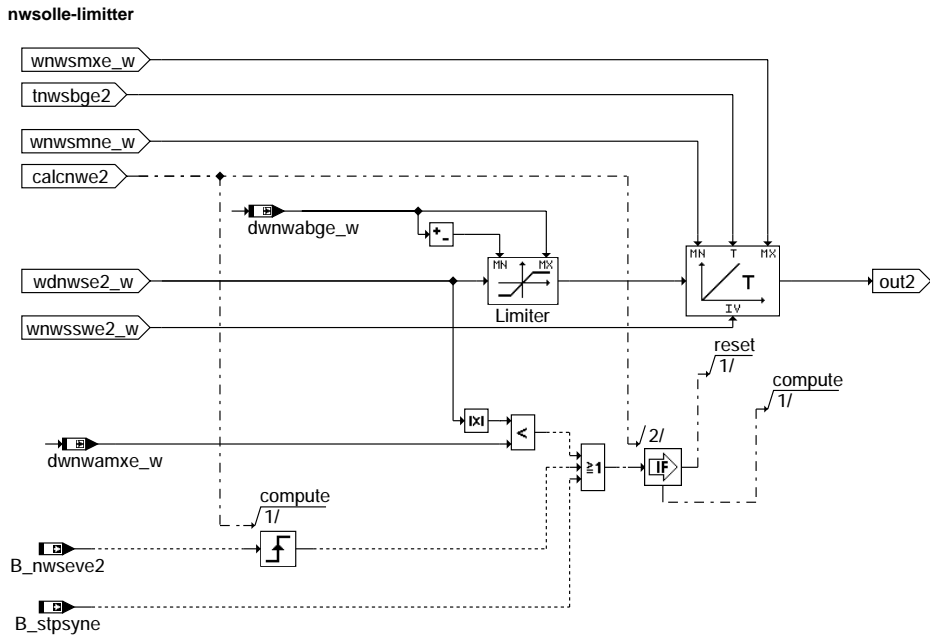 nwsolle-limitter
wnwsmxe_w
tnwsbge2
wnwsmne_w
calcnwe2
dwnwabge_w
+
-
MN MX
MN T MX
wdnwse2_w
T
out2
IV
Limiter
wnwsswe2_w
reset
1/
compute
1/
|x|
<
2/
dwnwamxe_w
≥1
IF
compute
1/
B_nwseve2
B_stpsyne